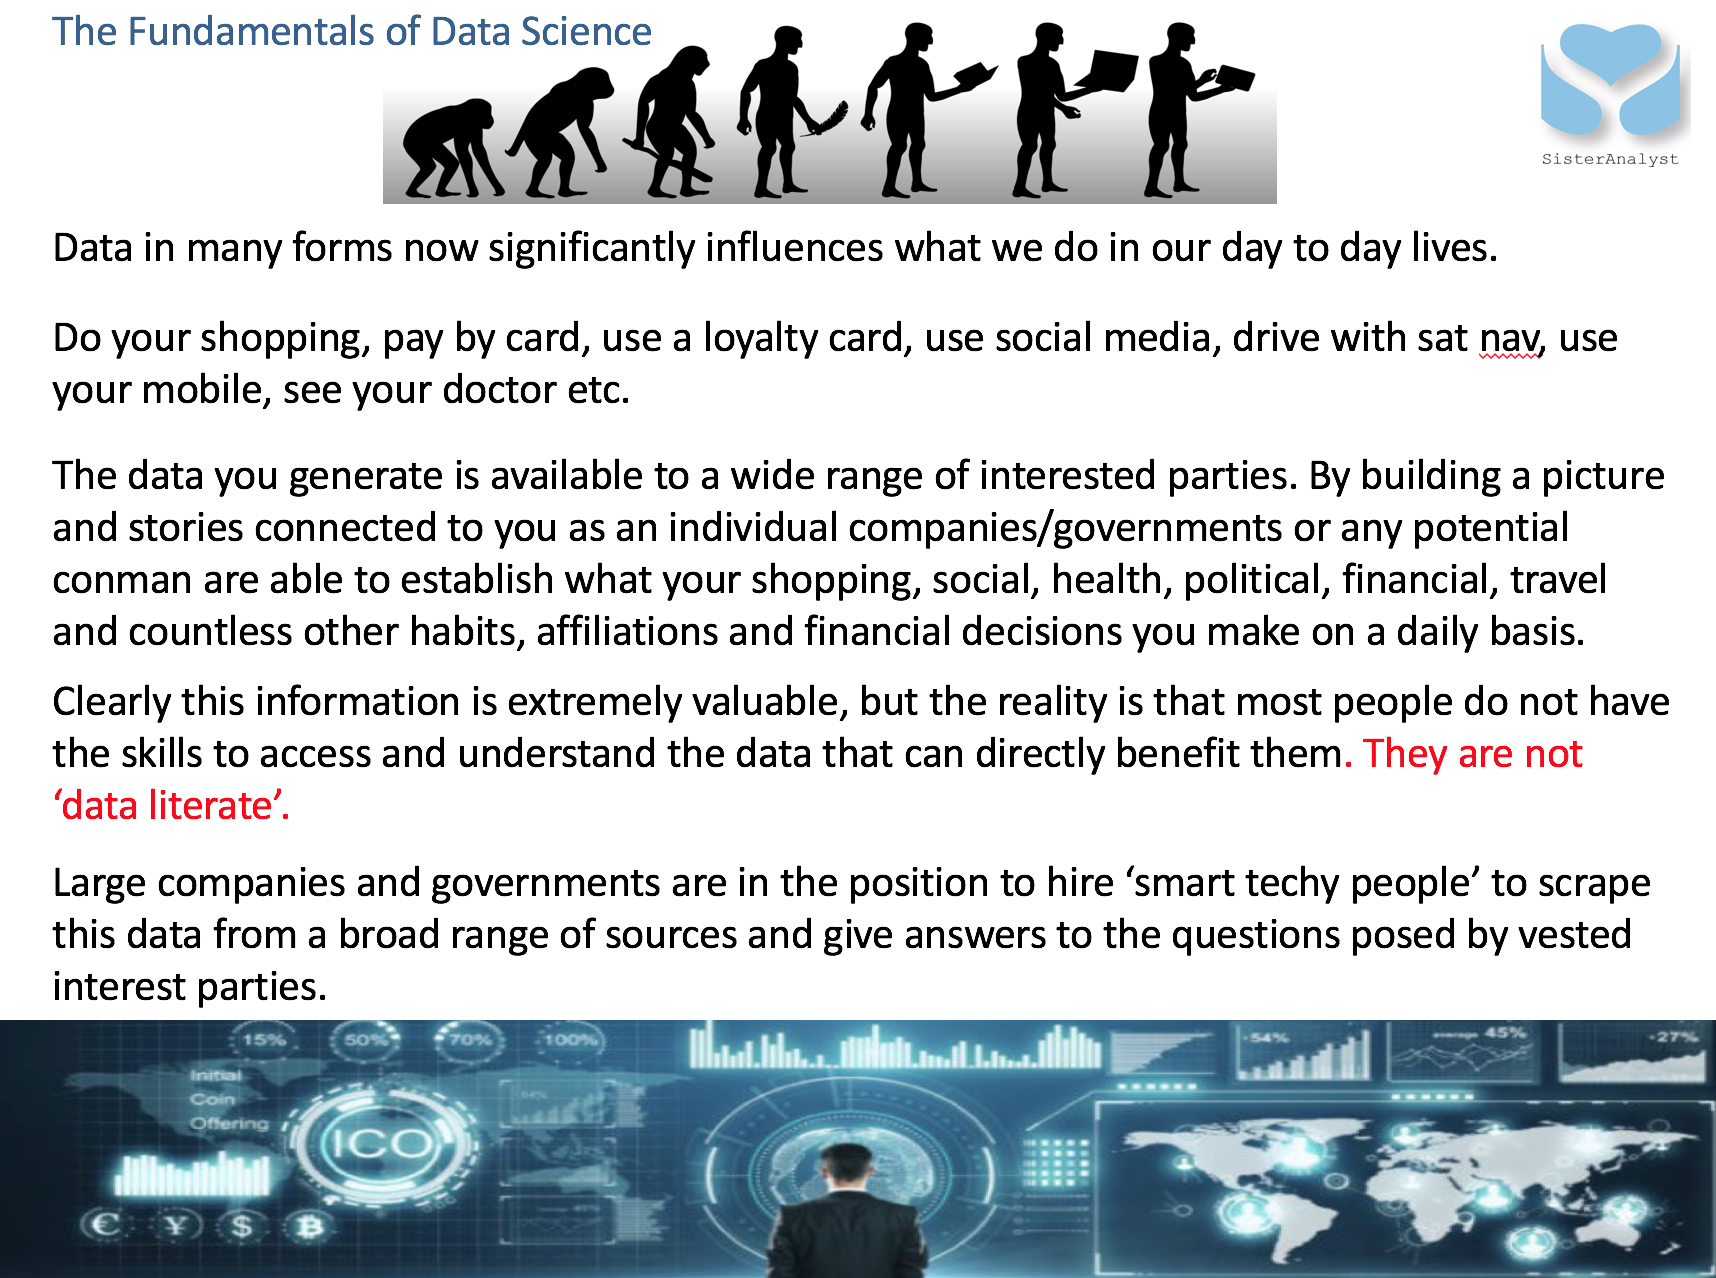 The Fundamentals of Data Science
SisterAnalyst
Data in many forms now significantly influences what we do in our day to day lives.
Do your shopping, pay by card, use a loyalty card, use social media, drive with sat nav, use
your mobile, see your doctor etc.
The data you generate is available to a wide range of interested parties. By building a picture
and stories connected to you as an individual companies/governments or any potential
conman are able to establish what your shopping, social, health, political, financial, travel
and countless other habits, affiliations and financial decisions you make on a daily basis.
Clearly this information is extremely valuable, but the reality is that most people do not have
the skills to access and understand the data that can directly benefit them. They are not
‘data literate’.
Large companies and governments are in the position to hire ‘smart techy people’ to scrape
this data from a broad range of sources and give answers to the questions posed by vested
interest parties.
15% 50% 70% 100%
-54% average 45% -27%
Initial
Coin
Offering
ICO
€ ¥ $ ₿